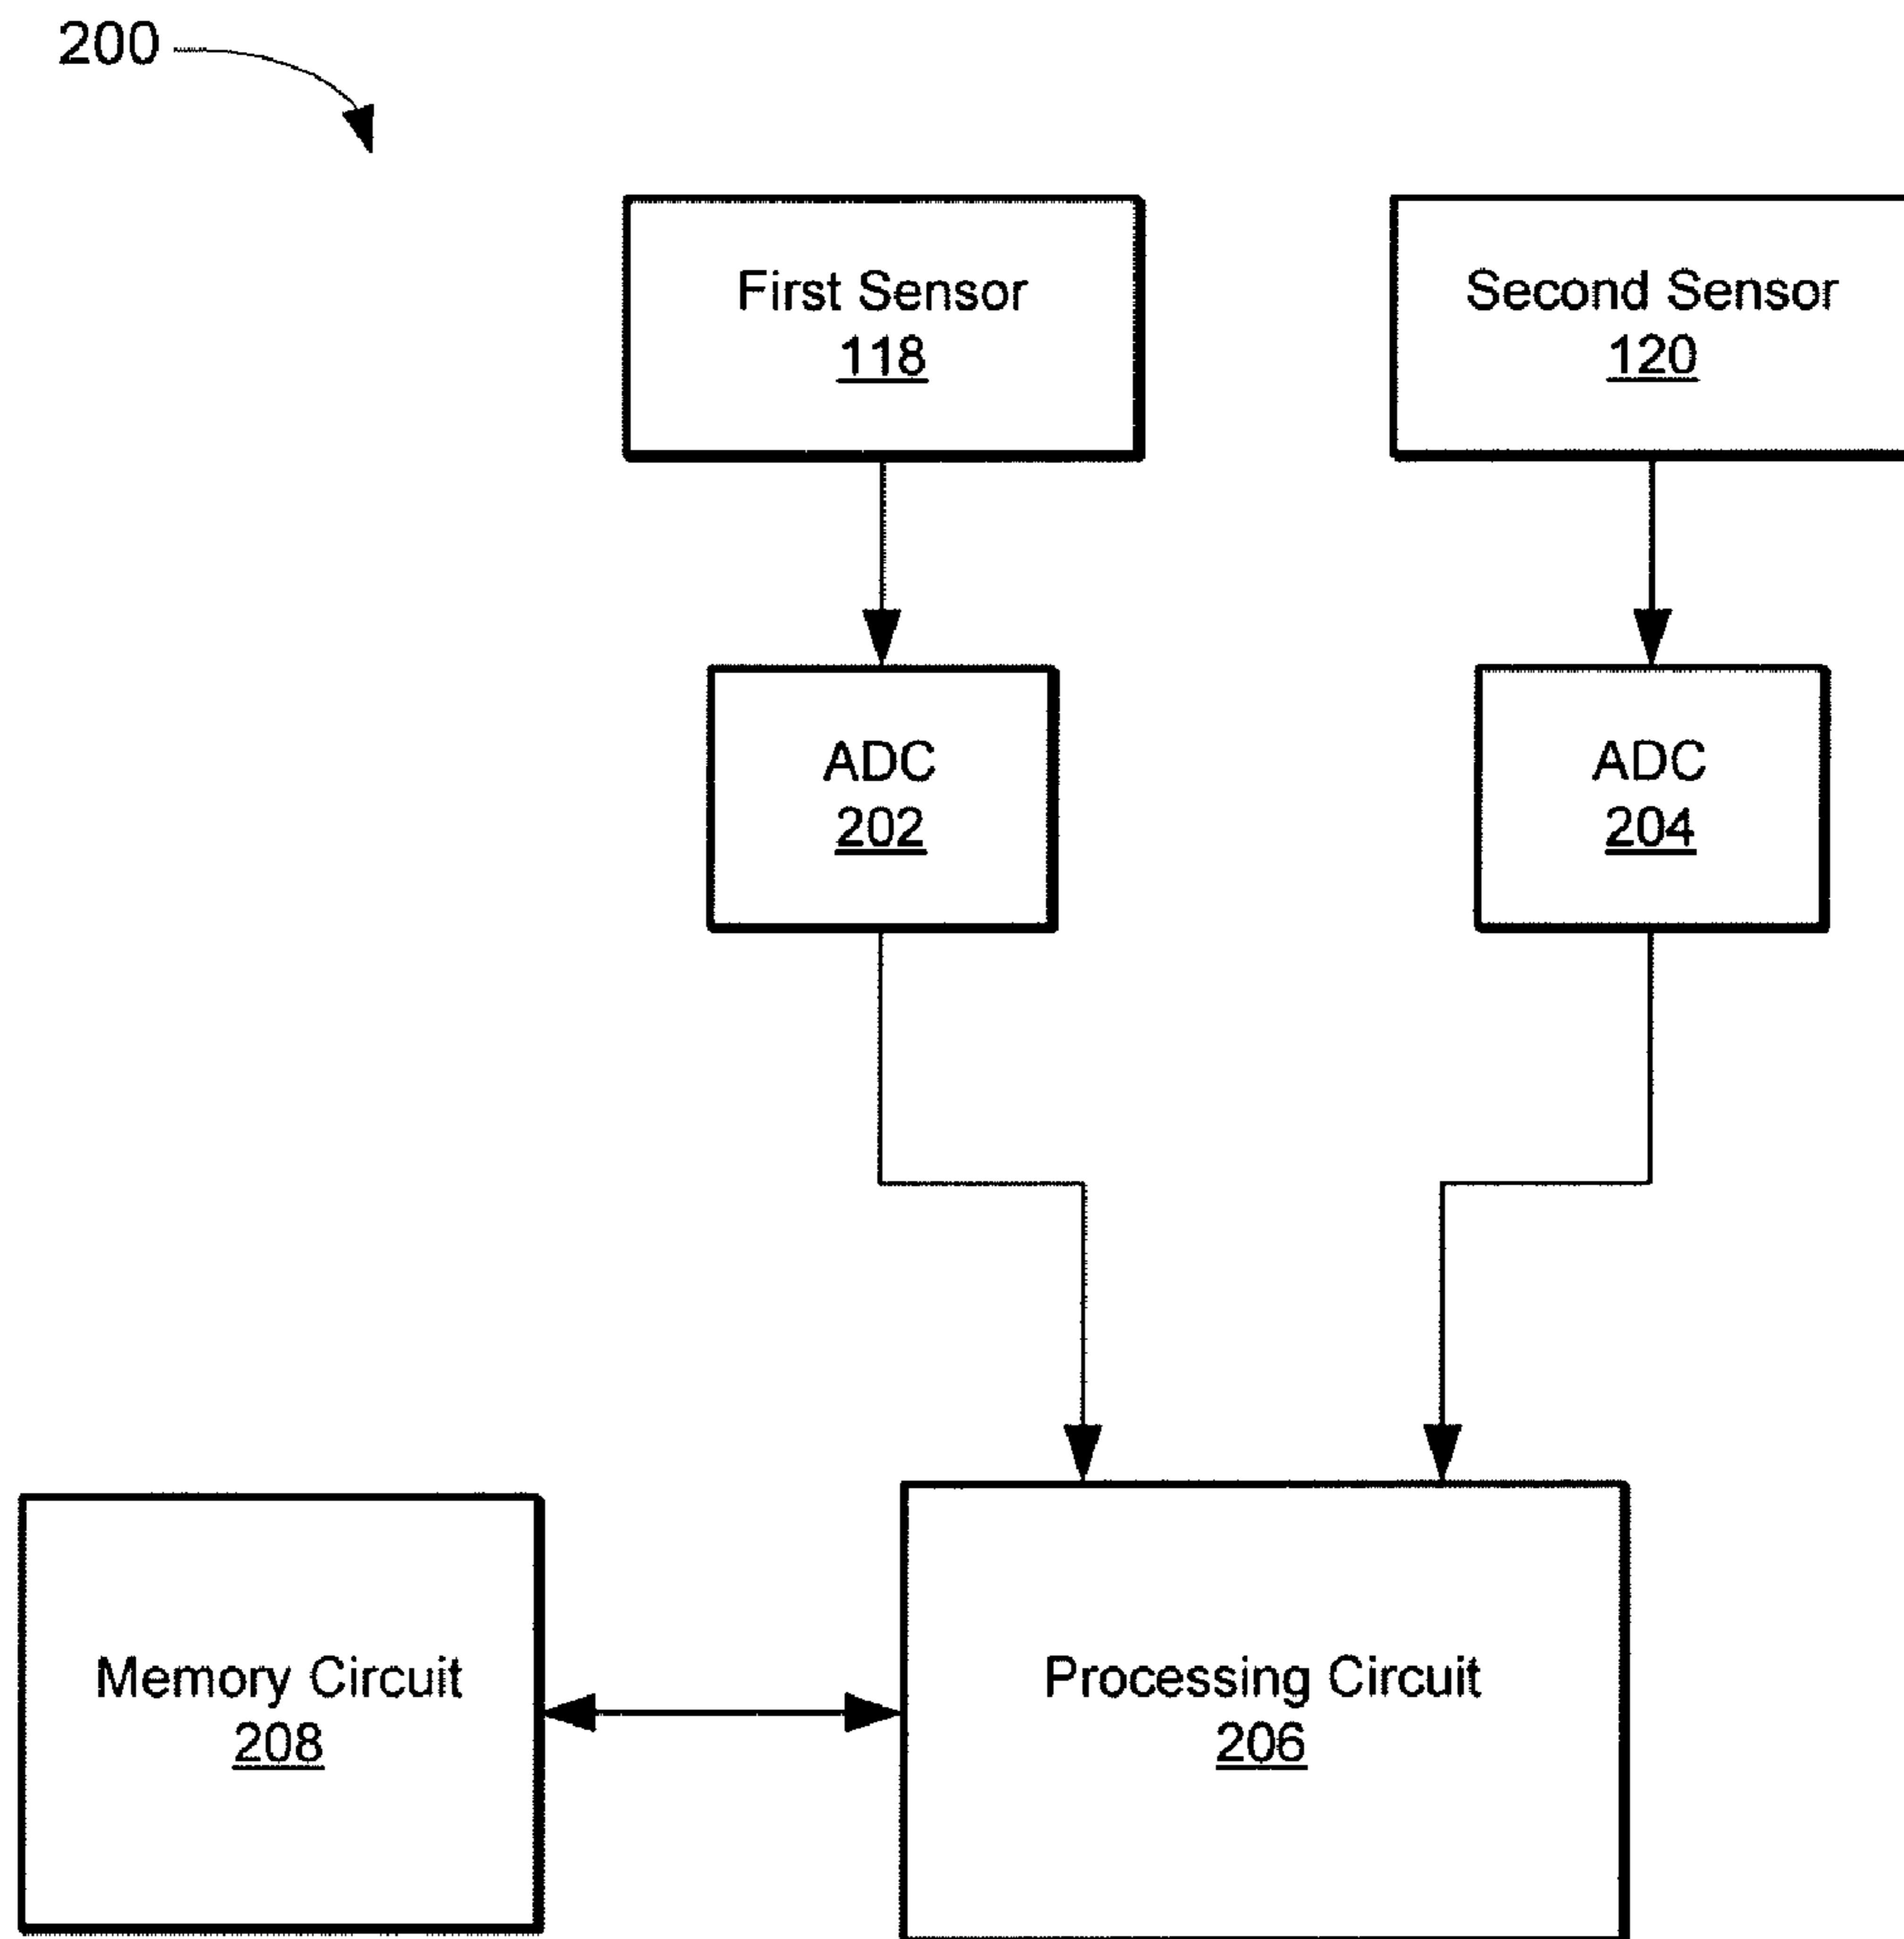 200
First Sensor
118
Second Sensor
120
ADC
202
ADC
204
Memory Circuit
208
Processing Circuit
206